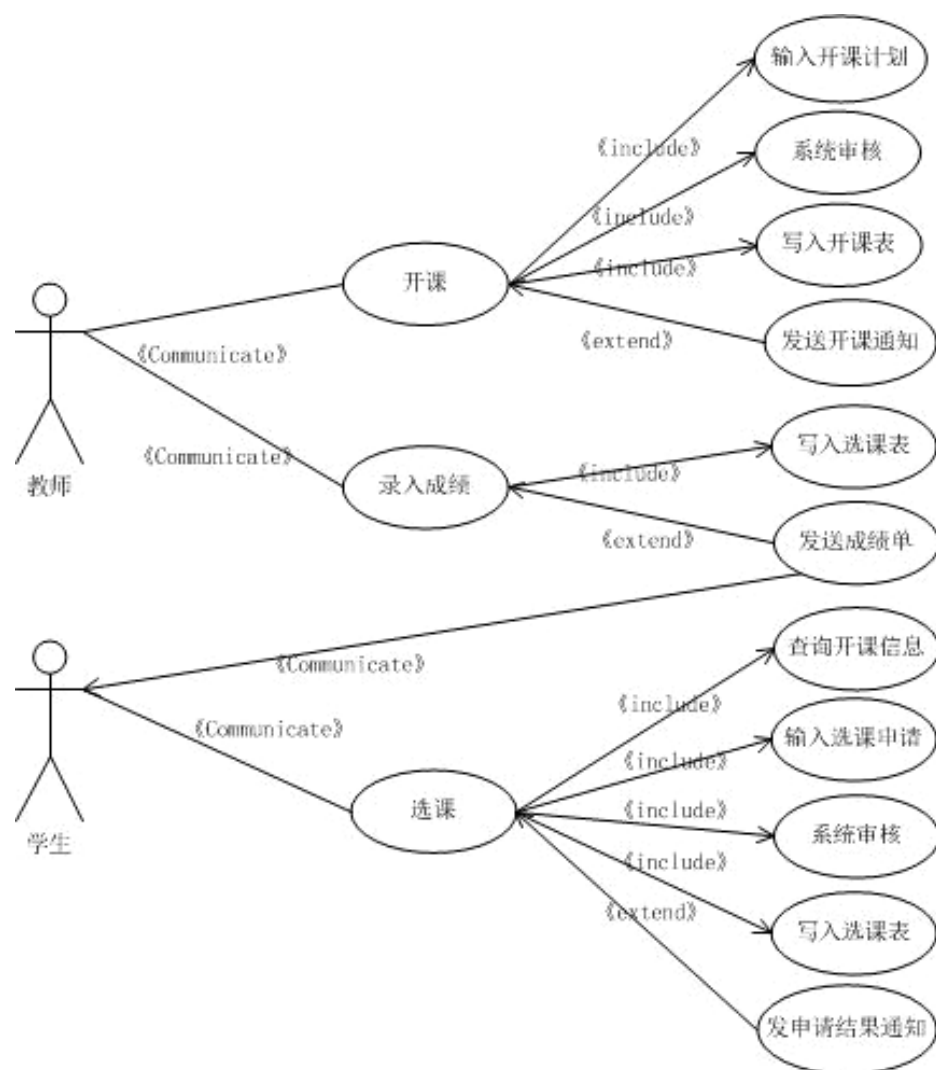 输入开课计划
《include》
系统审核
《include》
写入开课表
《include》
开课
《extend》
发送开课通知
《Communicate》
《Communicate》
教师
录入成绩
写入选课表
《include》
《extend》
发送成绩单
《Communicate》
查询开课信息
《Communicate》
《include》
输入选课申请
《include》
学生
选课
《include》
系统审核
《include》
《extend》
写入选课表
发申请结果通知